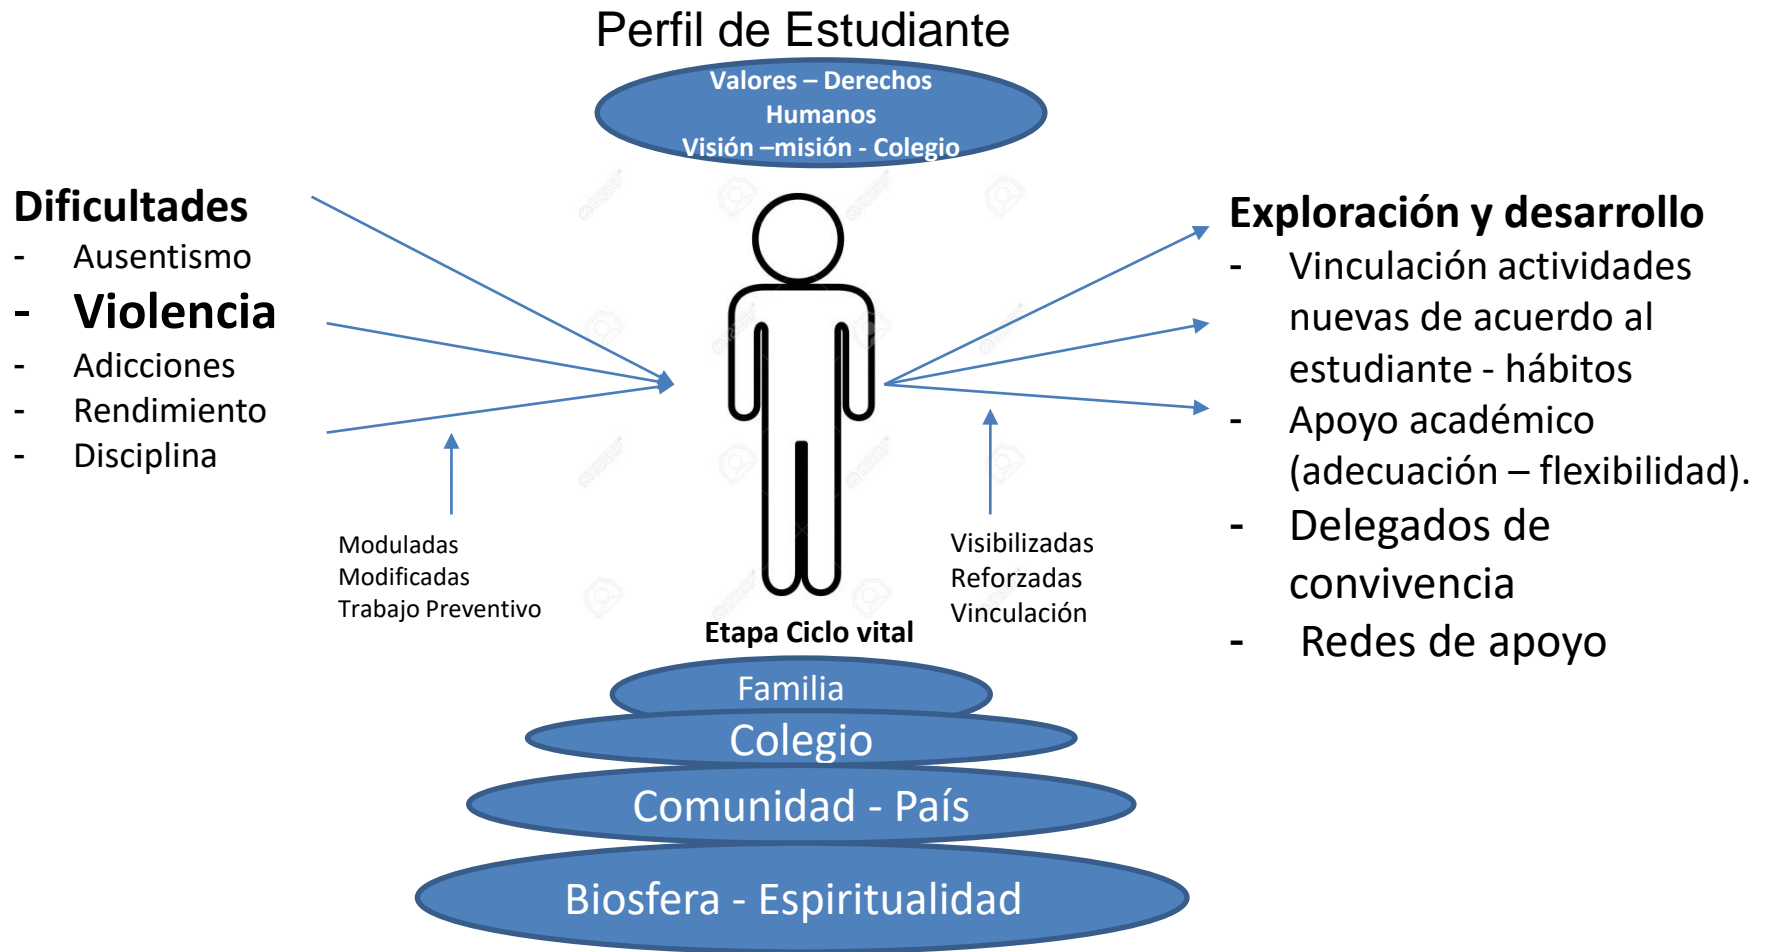 Perfil de Estudiante
Valores – Derechos
Humanos
Visión –misión - Colegio
Dificultades
- Ausentismo
- Violencia
- Adicciones
- Rendimiento
- Disciplina
Moduladas
Modificadas
Trabajo Preventivo
Visibilizadas
Reforzadas
Vinculación
Exploración y desarrollo
- Vinculación actividades
nuevas de acuerdo al
estudiante - hábitos
- Apoyo académico
(adecuación – flexibilidad).
- Delegados de
convivencia
- Redes de apoyo
Etapa Ciclo vital
Familia
Colegio
Comunidad - País
Biosfera - Espiritualidad